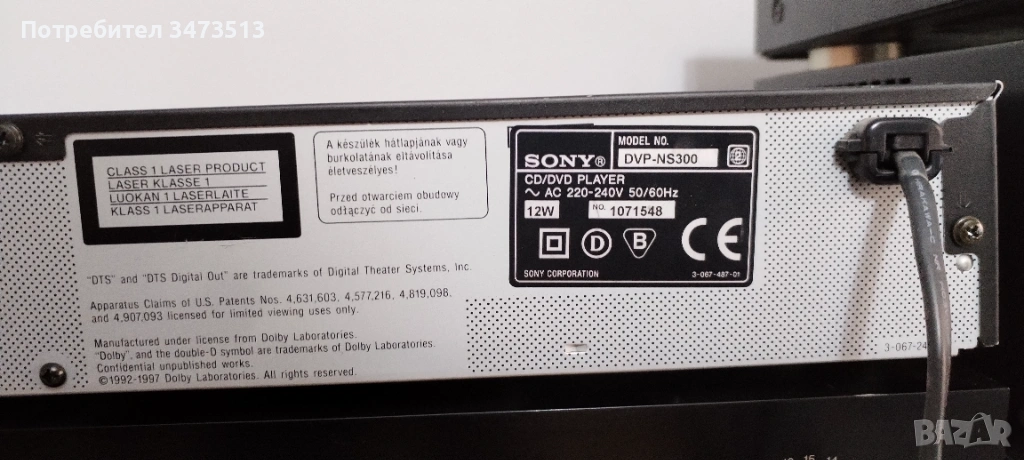 Потребител 3473513
CLASS 1 LASER PRODUCT
LASER KLASSE 1
LUOKAN 1 LASERLAITE
KLASS 1 LASERAPPARAT
A készülék hátlapjának vagy
burkolatának eltávolítása
életveszélyes!
Przed otwarciem obudowy
odłączyć od sieci.
SONY®
MODEL NO.
DVP-NS300
2
CD/DVD PLAYER
~ AC 220-240V 50/60Hz
12W
NO. 1071548
D
B
CE
SONY CORPORATION
3-067-487-01
"DTS" and "DTS Digital Out" are trademarks of Digital Theater Systems, Inc.
Apparatus Claims of U.S. Patents Nos. 4,631,603, 4,577,216, 4,819,098,
and 4,907,093 licensed for limited viewing uses only.
Manufactured under license from Dolby Laboratories.
"Dolby", and the double-D symbol are trademarks of Dolby Laboratories.
Confidential unpublished works.
©1992-1997 Dolby Laboratories. All rights reserved.
BAZAR